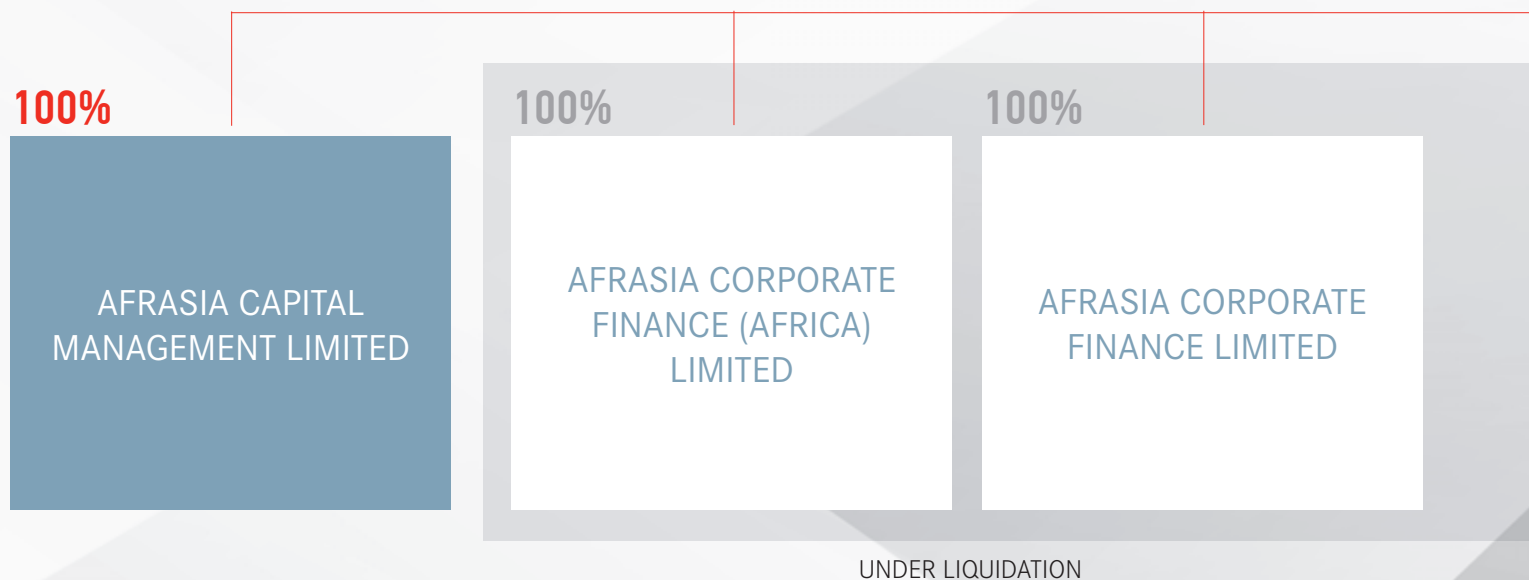 100%
100%
100%
AFRASIA CAPITAL
MANAGEMENT LIMITED
AFRASIA CORPORATE
FINANCE (AFRICA)
LIMITED
AFRASIA CORPORATE
FINANCE LIMITED
UNDER LIQUIDATION